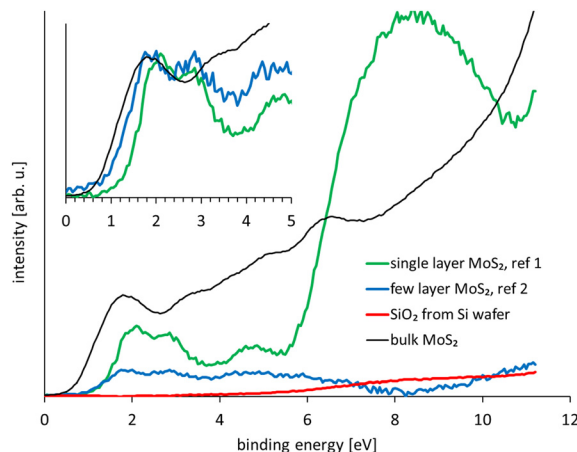 0 1 2 3 4 5
intensity [arb. u.]
single layer MoS₂, ref 1
few layer MoS₂, ref 2
SiO₂ from Si wafer
bulk MoS₂
0 2 4 6 8 10 12
binding energy [eV]